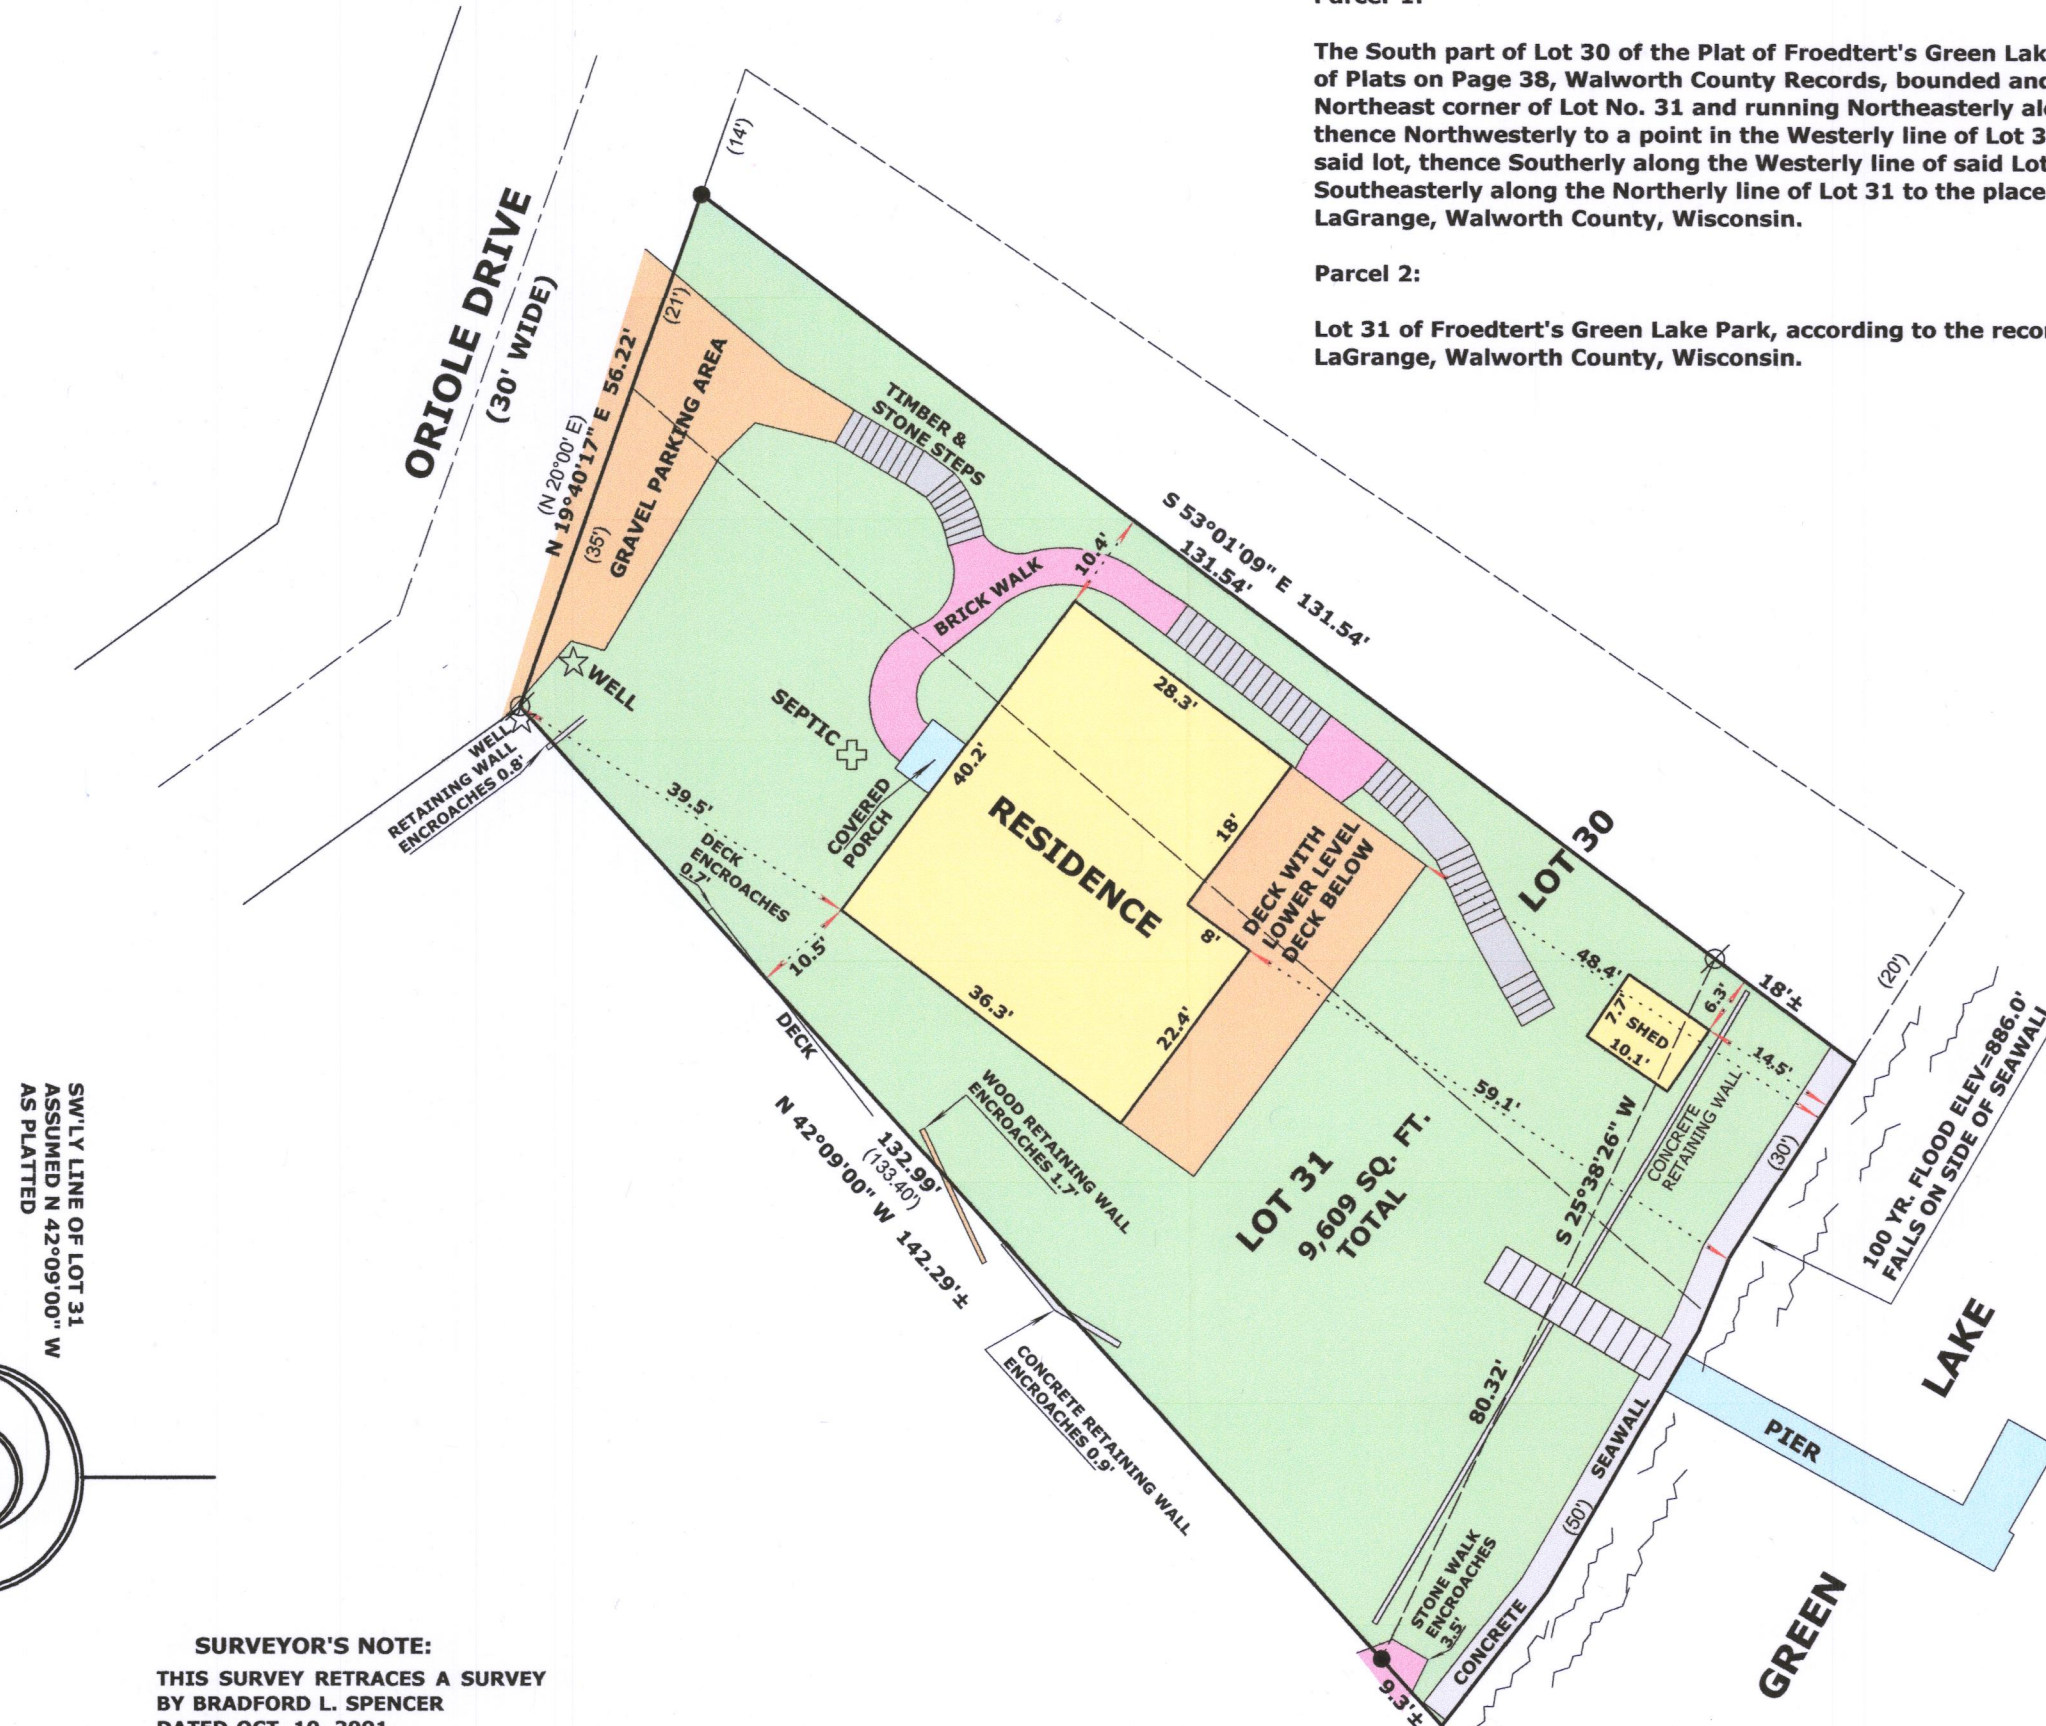 The South part of Lot 30 of the Plat of Froedtert's Green Lak
of Plats on Page 38, Walworth County Records, bounded and
Northeast corner of Lot No. 31 and running Northeasterly al
thence Northwesterly to a point in the Westerly line of Lot 3
said lot, thence Southerly along the Westerly line of said Lot
Southeasterly along the Northerly line of Lot 31 to the place
LaGrange, Walworth County, Wisconsin.
Parcel 2:
Lot 31 of Froedtert's Green Lake Park, according to the reco
LaGrange, Walworth County, Wisconsin.
(14')
ORIOLE DRIVE
(30' WIDE)
(21')
(N 20°00' E)
N 19°40'17" E 56.22'
(35')
GRAVEL PARKING AREA
TIMBER &
STONE STEPS
S 53°01'09" E 131.54'
131.54'
10.4'
BRICK WALK
WELL
SEPTIC
WELL
RETAINING WALL
ENCROACHES 0.8'
39.5'
DECK
ENCROACHES
0.7'
COVERED
PORCH
40.2'
28.3'
RESIDENCE
18'
8'
DECK WITH
LOWER LEVEL
DECK BELOW
10.5'
36.3'
22.4'
LOT 30
48.4'
7.7'
SHED
10.1'
6.3'
18'±
(20')
14.5'
59.1'
CONCRETE
RETAINING WALL
(30')
100 YR. FLOOD ELEV=886.0'
FALLS ON SIDE OF SEAWALL
DECK
WOOD RETAINING WALL
ENCROACHES 1.7'
132.99'
(133.40')
N 42°09'00" W 142.29'±
LOT 31
9,609 SQ. FT.
TOTAL
S 25°38'26" W
80.32'
SW'LY LINE OF LOT 31
ASSUMED N 42°09'00" W
AS PLATTED
CONCRETE RETAINING WALL
ENCROACHES 0.9'
PIER
GREEN LAKE
CONCRETE SEAWALL
(50')
STONE WALK
ENCROACHES
3.5'
9.3'±
SURVEYOR'S NOTE:
THIS SURVEY RETRACES A SURVEY
BY BRADFORD L. SPENCER